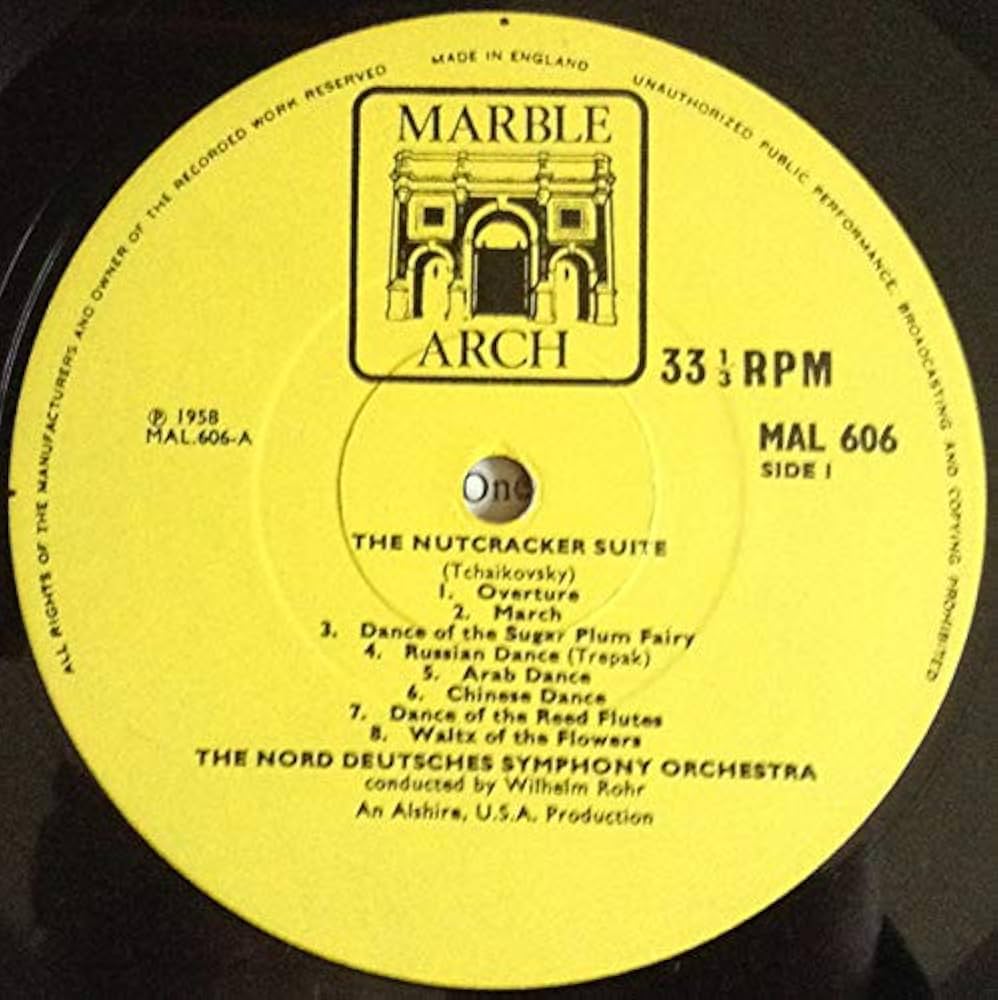 MADE IN ENGLAND
ALL RIGHTS OF THE MANUFACTURERS AND OWNER OF THE RECORDED WORK RESERVED
UNAUTHORIZED PUBLIC PERFORMANCE, BROADCASTING AND COPYING PROHIBITED
MARBLE
ARCH
33 1/3 RPM
℗ 1958
MAL.606-A
MAL 606
SIDE 1
One
THE NUTCRACKER SUITE
(Tchaikovsky)
1. Overture
2. March
3. Dance of the Sugar Plum Fairy
4. Russian Dance (Trepak)
5. Arab Dance
6. Chinese Dance
7. Dance of the Reed Flutes
8. Waltx of the Flowers
THE NORD DEUTSCHES SYMPHONY ORCHESTRA
conducted by Wilhelm Rohr
An Alshire, U.S.A. Production